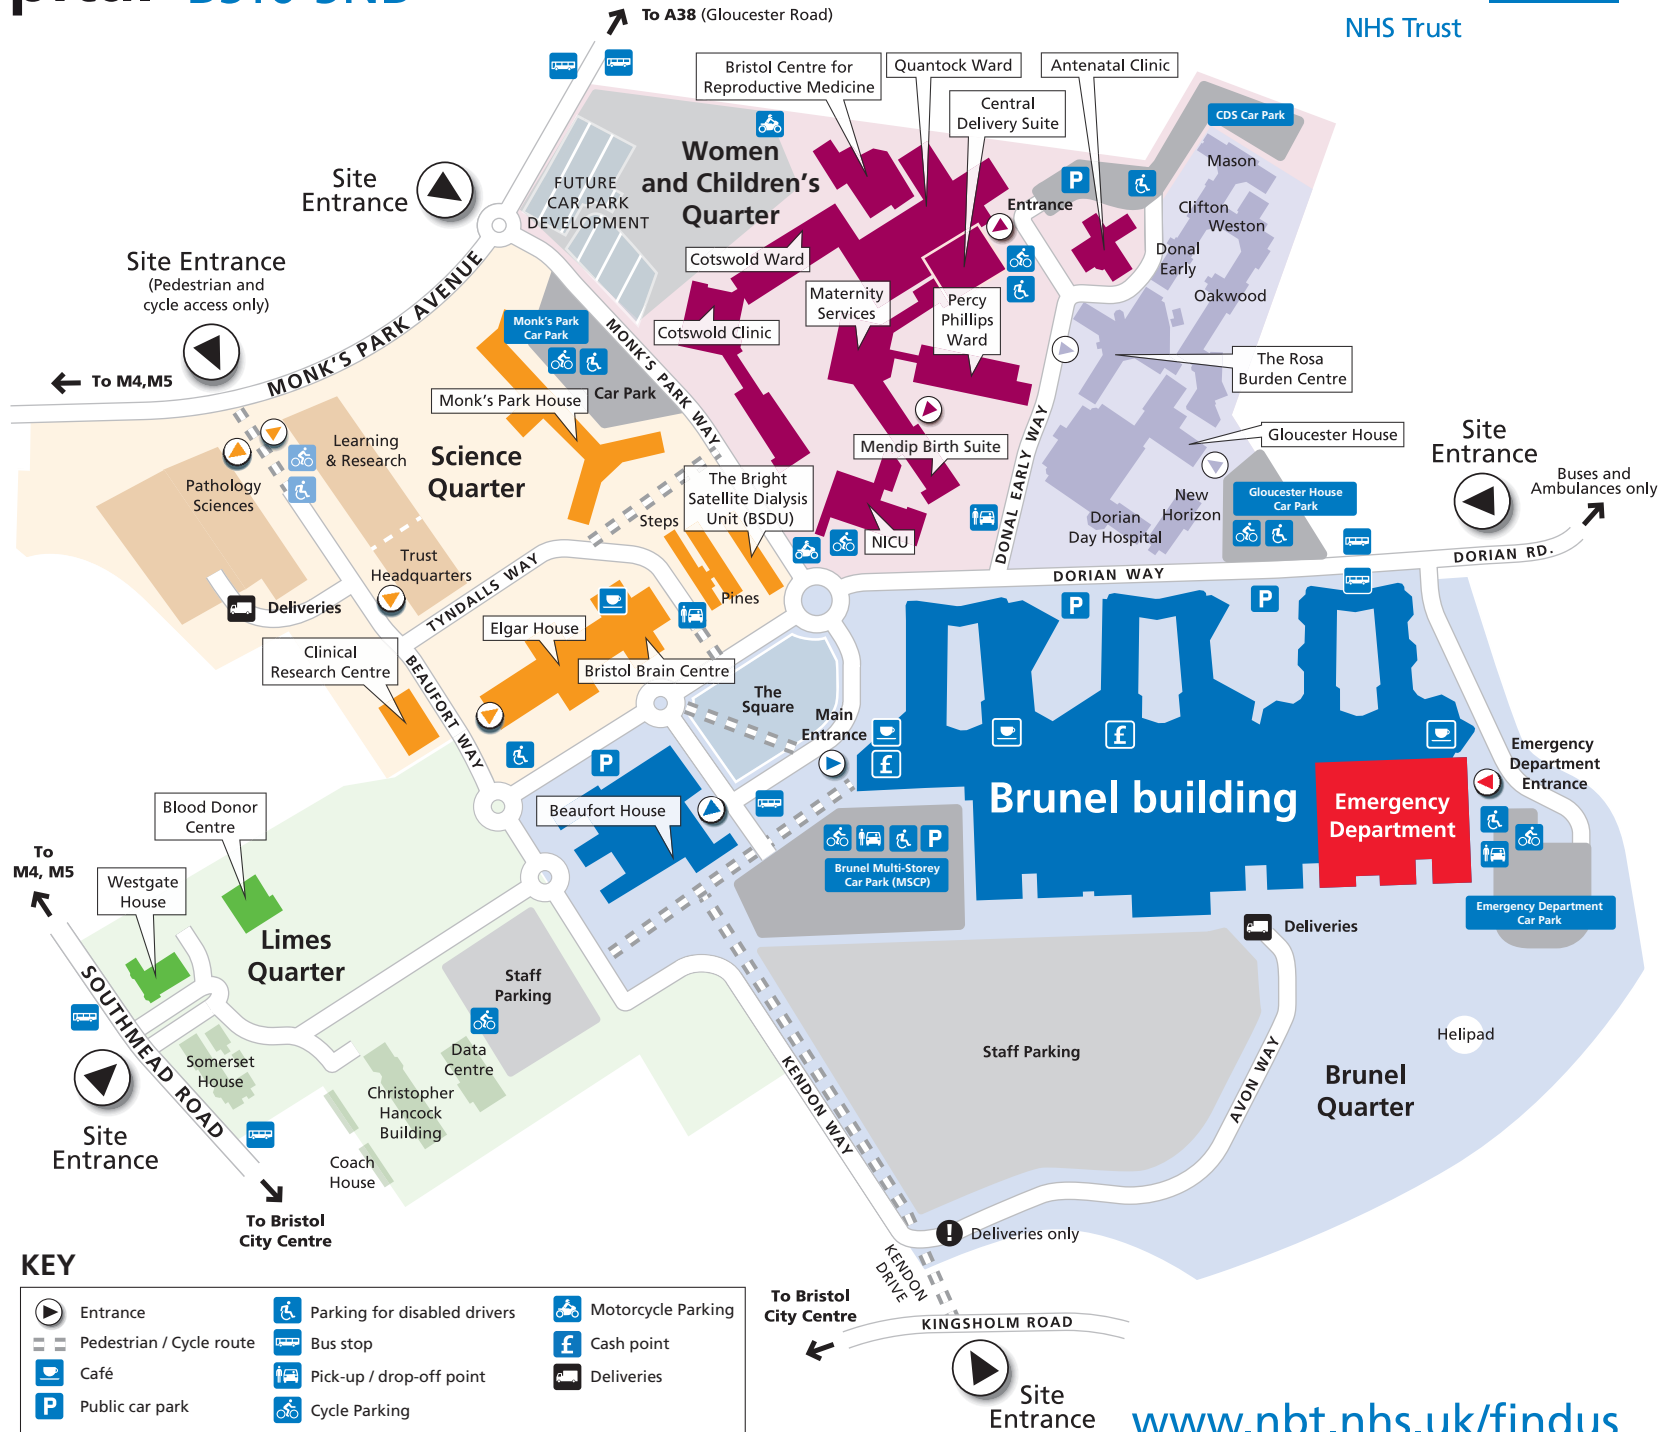 BS10 5NB
NHS Trust
To A38 (Gloucester Road)
Bristol Centre for
Reproductive Medicine
Quantock Ward
Antenatal Clinic
Central
Delivery Suite
CDS Car Park
Women
and Children's
Quarter
Mason
Site
Entrance
FUTURE
CAR PARK
DEVELOPMENT
P
Entrance
Clifton
Weston
Donal
Early
Oakwood
Site Entrance
(Pedestrian and
cycle access only)
Cotswold Ward
Maternity
Services
Percy
Phillips
Ward
Cotswold Clinic
MONK'S PARK AVENUE
Monk's Park
Car Park
MONK'S PARK WAY
Car Park
To M4,M5
Monk's Park House
The Rosa
Burden Centre
Gloucester House
Mendip Birth Suite
DONAL EARLY WAY
Site
Entrance
Buses and
Ambulances only
Learning
& Research
Science
Quarter
Pathology
Sciences
The Bright
Satellite Dialysis
Unit (BSDU)
Steps
NICU
New
Horizon
Gloucester House
Car Park
Dorian
Day Hospital
DORIAN RD.
DORIAN WAY
Trust
Headquarters
TYNDALLS WAY
Deliveries
Pines
P
P
Elgar House
Clinical
Research Centre
Bristol Brain Centre
BEAUFORT WAY
The
Square
Main
Entrance
£
£
P
Emergency
Department
Entrance
Brunel building
Emergency
Department
Blood Donor
Centre
Beaufort House
P
Brunel Multi-Storey
Car Park (MSCP)
To
M4, M5
Westgate
House
Emergency Department
Car Park
Deliveries
Limes
Quarter
Staff
Parking
SOUTHMEAD ROAD
Somerset
House
Data
Centre
Christopher
Hancock
Building
Coach
House
Staff Parking
Helipad
KENDON WAY
AVON WAY
Brunel
Quarter
Site
Entrance
To Bristol
City Centre
! Deliveries only
KENDON
DRIVE
To Bristol
City Centre
KINGSHOLM ROAD
Site
Entrance
KEY
Entrance
Pedestrian / Cycle route
Café
P Public car park
Parking for disabled drivers
Bus stop
Pick-up / drop-off point
Cycle Parking
Motorcycle Parking
£ Cash point
Deliveries
www.nbt.nhs.uk/findus